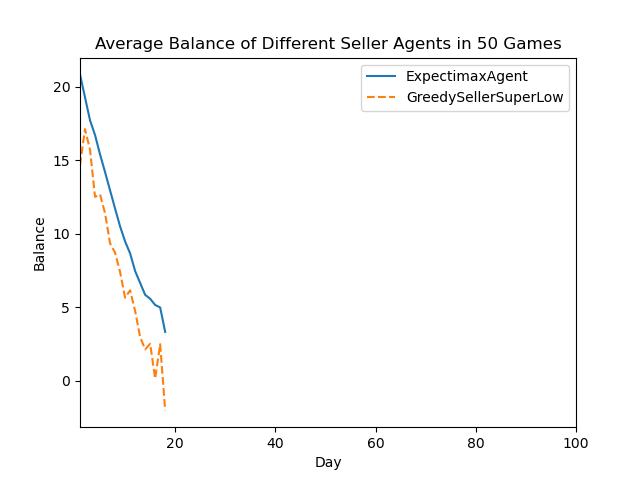 Average Balance of Different Seller Agents in 50 Games
ExpectimaxAgent
GreedySellerSuperLow
Balance
20
15
10
5
0
20
40
60
80
100
Day